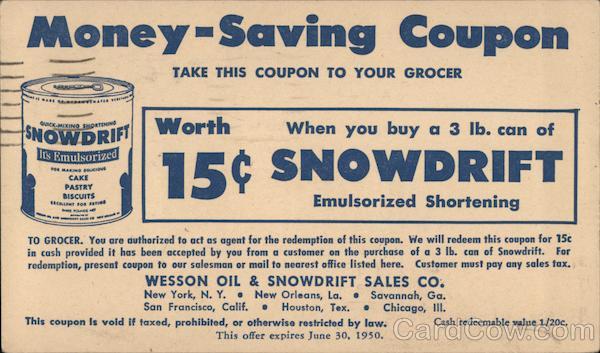 Money-Saving Coupon
TAKE THIS COUPON TO YOUR GROCER
QUICK-MIXING SHORTENING
SNOWDRIFT
It's Emulsorized
FOR MAKING DELICIOUS
CAKE
PASTRY
BISCUITS
EXCELLENT FOR FRYING
Worth
15¢
When you buy a 3 lb. can of
SNOWDRIFT
Emulsorized Shortening
TO GROCER. You are authorized to act as agent for the redemption of this coupon. We will redeem this coupon for 15c
in cash provided it has been accepted by you from a customer on the purchase of a 3 lb. can of Snowdrift. For
redemption, present coupon to our salesman or mail to nearest office listed here. Customer must pay any sales tax.
WESSON OIL & SNOWDRIFT SALES CO.
New York, N. Y. • New Orleans, La. • Savannah, Ga.
San Francisco, Calif. • Houston, Tex. • Chicago, Ill.
This coupon is void if taxed, prohibited, or otherwise restricted by law. Cash redeemable value 1/20c.
This offer expires June 30, 1950.
CardCow.com